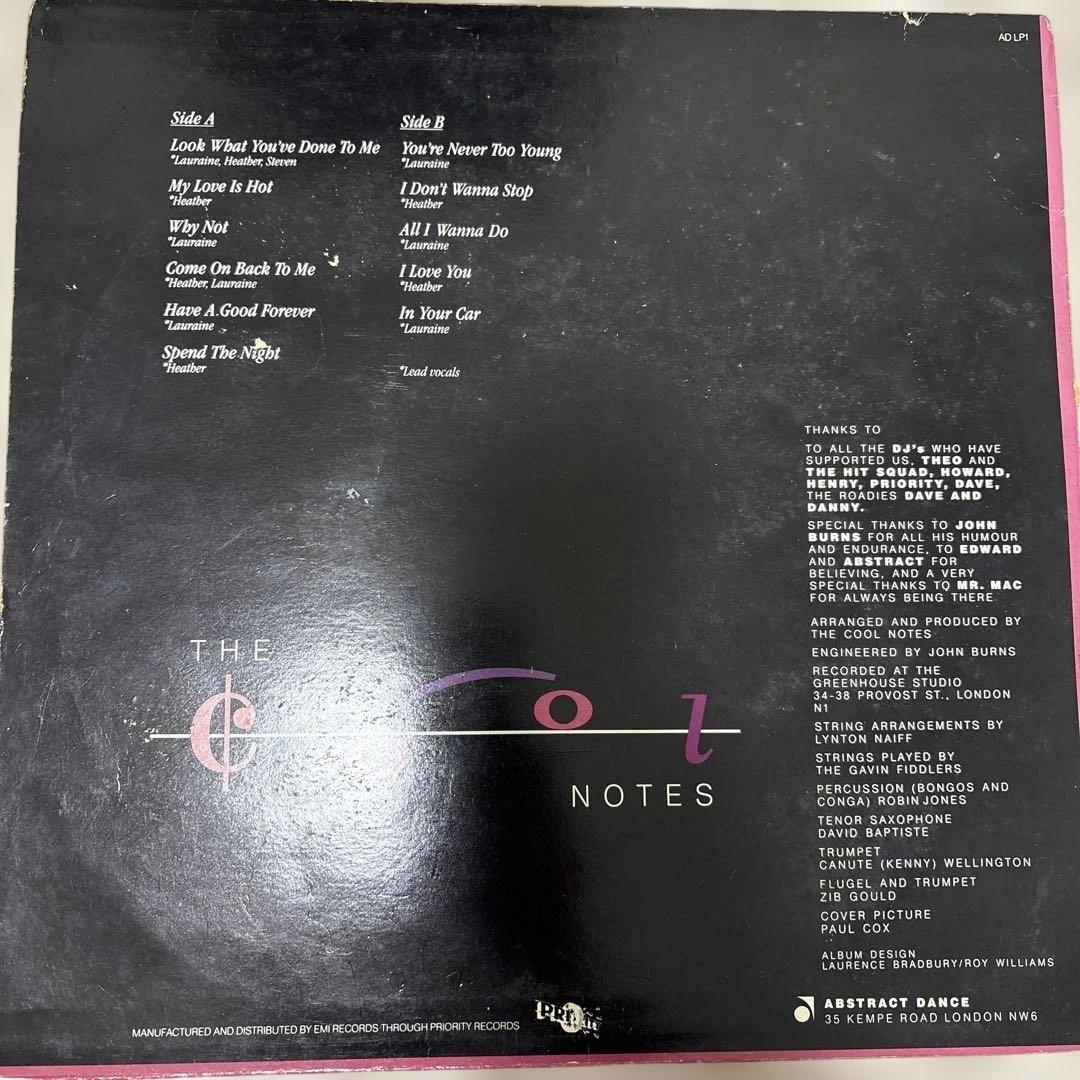 AD LP1
Side A
Look What You've Done To Me
*Lauraine, Heather, Steven
My Love Is Hot
*Heather
Why Not
*Lauraine
Come On Back To Me
*Heather, Lauraine
Have A Good Forever
*Lauraine
Spend The Night
*Heather
Side B
You're Never Too Young
*Lauraine
I Don't Wanna Stop
*Heather
All I Wanna Do
*Lauraine
I Love You
*Heather
In Your Car
*Lauraine
*Lead vocals
THANKS TO
TO ALL THE DJ's WHO HAVE
SUPPORTED US, THEO AND
THE HIT SQUAD, HOWARD,
HENRY, PRIORITY, DAVE,
THE ROADIES DAVE AND
DANNY.
SPECIAL THANKS TO JOHN
BURNS FOR ALL HIS HUMOUR
AND ENDURANCE, TO EDWARD
AND ABSTRACT FOR
BELIEVING, AND A VERY
SPECIAL THANKS TO MR. MAC
FOR ALWAYS BEING THERE
ARRANGED AND PRODUCED BY
THE COOL NOTES
ENGINEERED BY JOHN BURNS
RECORDED AT THE
GREENHOUSE STUDIO
34-38 PROVOST ST., LONDON
N1
STRING ARRANGEMENTS BY
LYNTON NAIFF
STRINGS PLAYED BY
THE GAVIN FIDDLERS
PERCUSSION (BONGOS AND
CONGA) ROBIN JONES
TENOR SAXOPHONE
DAVID BAPTISTE
TRUMPET
CANUTE (KENNY) WELLINGTON
FLUGEL AND TRUMPET
ZIB GOULD
COVER PICTURE
PAUL COX
ALBUM DESIGN
LAURENCE BRADBURY/ROY WILLIAMS
ABSTRACT DANCE
35 KEMPE ROAD LONDON NW6
THE
Cool
NOTES
MANUFACTURED AND DISTRIBUTED BY EMI RECORDS THROUGH PRIORITY RECORDS